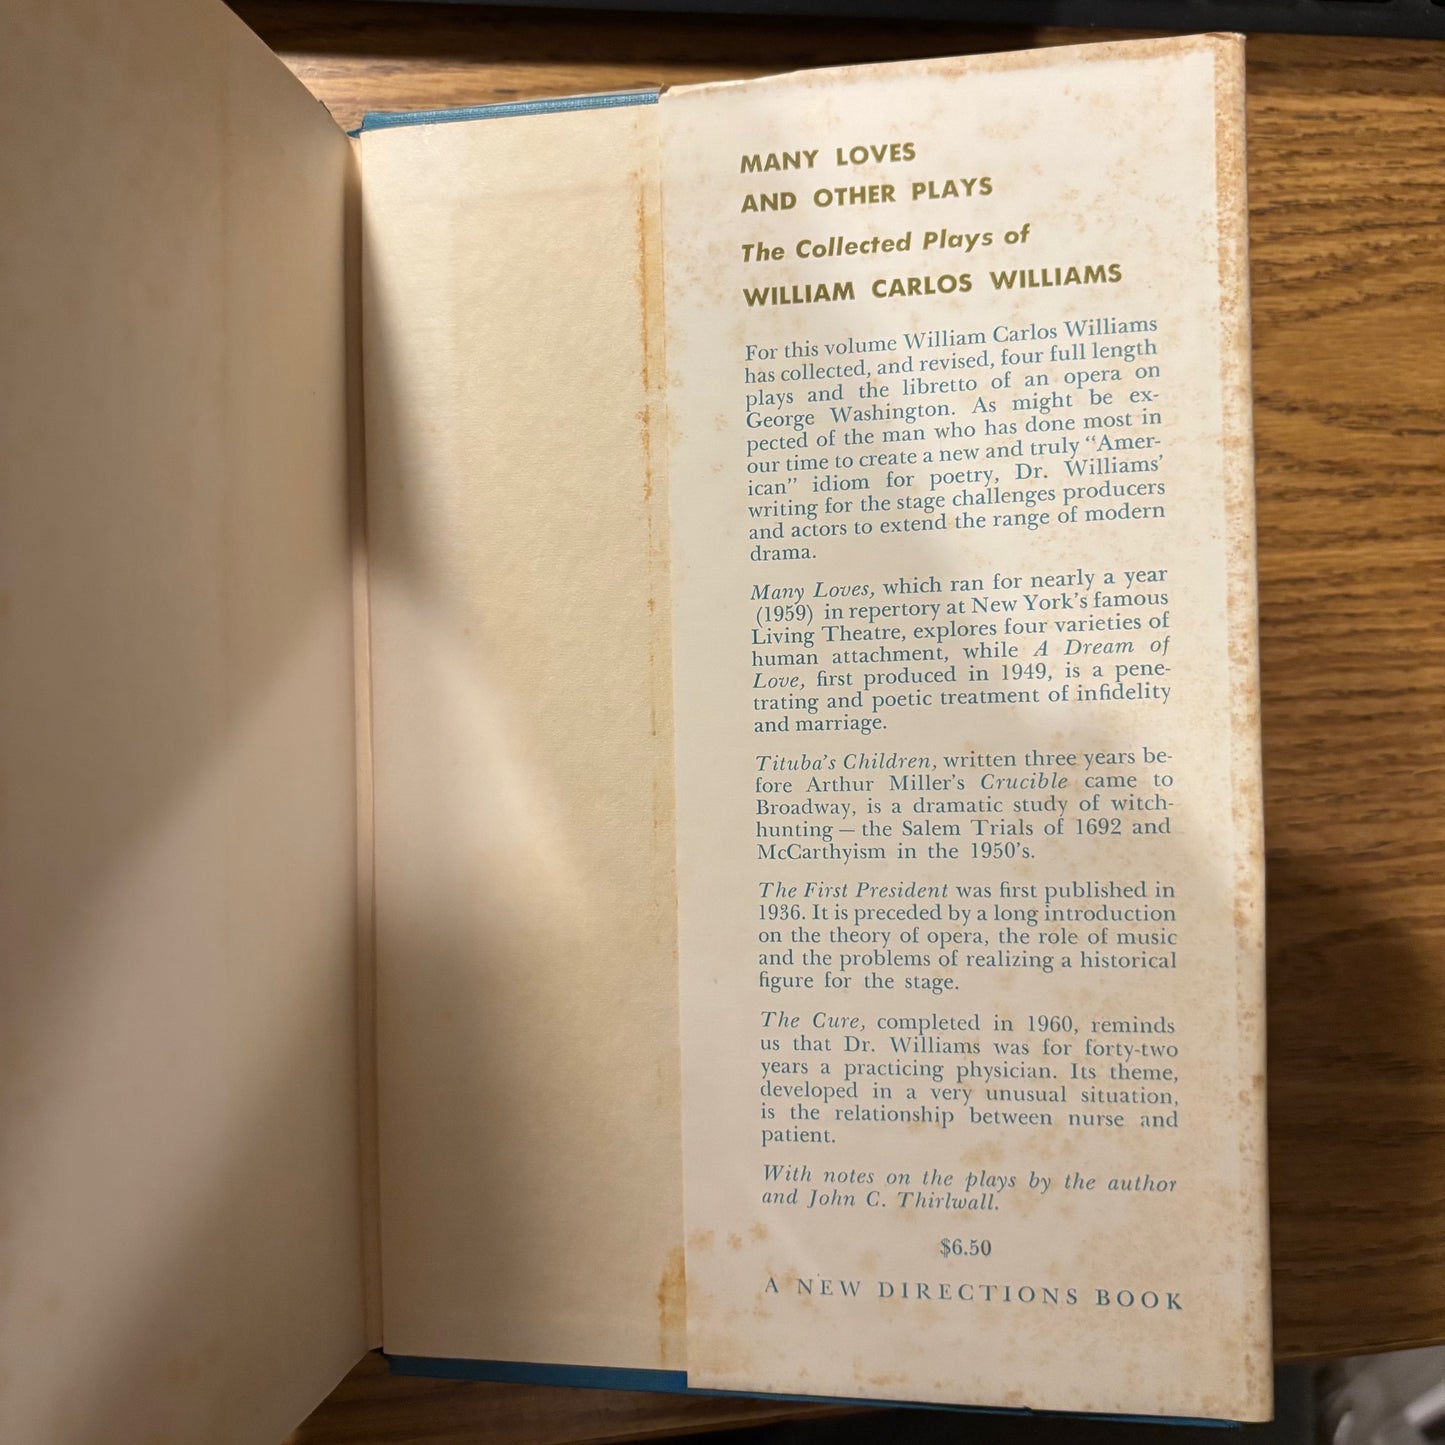 MANY LOVES
AND OTHER PLAYS
The Collected Plays of
WILLIAM CARLOS WILLIAMS
For this volume William Carlos Williams
has collected, and revised, four full length
plays and the libretto of an opera on
George Washington. As might be ex-
pected of the man who has done most in
our time to create a new and truly "Amer-
ican" idiom for poetry, Dr. Williams'
writing for the stage challenges producers
and actors to extend the range of modern
drama.
Many Loves, which ran for nearly a year
(1959) in repertory at New York's famous
Living Theatre, explores four varieties of
human attachment, while A Dream of
Love, first produced in 1949, is a pene-
trating and poetic treatment of infidelity
and marriage.
Tituba's Children, written three years be-
fore Arthur Miller's Crucible came to
Broadway, is a dramatic study of witch-
hunting — the Salem Trials of 1692 and
McCarthyism in the 1950's.
The First President was first published in
1936. It is preceded by a long introduction
on the theory of opera, the role of music
and the problems of realizing a historical
figure for the stage.
The Cure, completed in 1960, reminds
us that Dr. Williams was for forty-two
years a practicing physician. Its theme,
developed in a very unusual situation,
is the relationship between nurse and
patient.
With notes on the plays by the author
and John C. Thirlwall.
$6.50
A NEW DIRECTIONS BOOK